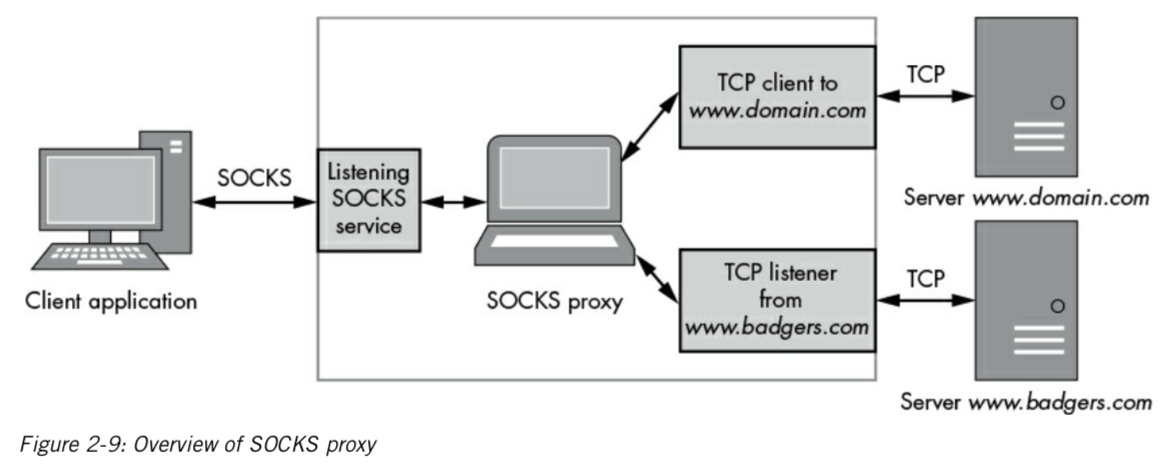 SOCKS
Client application
Listening
SOCKS
service
SOCKS proxy
TCP client to
www.domain.com
TCP
Server www.domain.com
TCP listener
from
www.badgers.com
TCP
Server www.badgers.com
Figure 2-9: Overview of SOCKS proxy